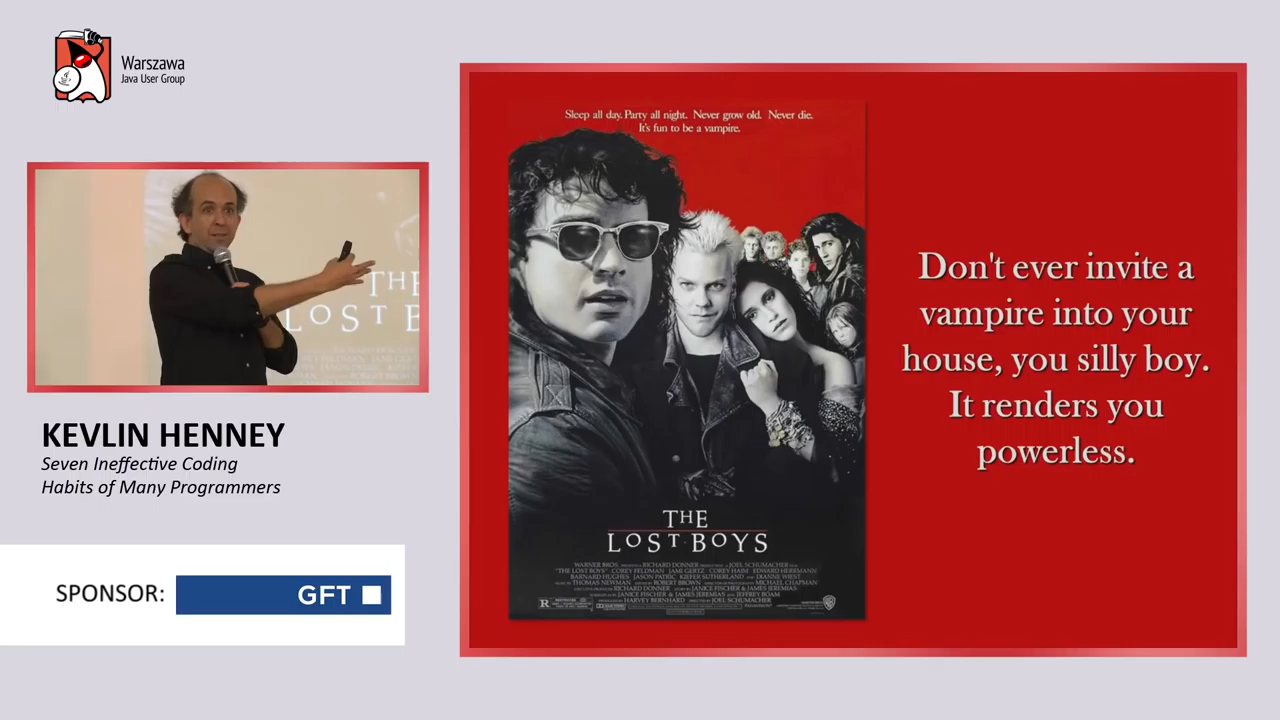 Warszawa
Java User Group
THE
LOST B
KEVLIN HENNEY
Seven Ineffective Coding
Habits of Many Programmers
SPONSOR:
GFT
Sleep all day. Party all night. Never grow old. Never die.
It's fun to be a vampire.
THE
LOST BOYS
Don't ever invite a
vampire into your
house, you silly boy.
It renders you
powerless.